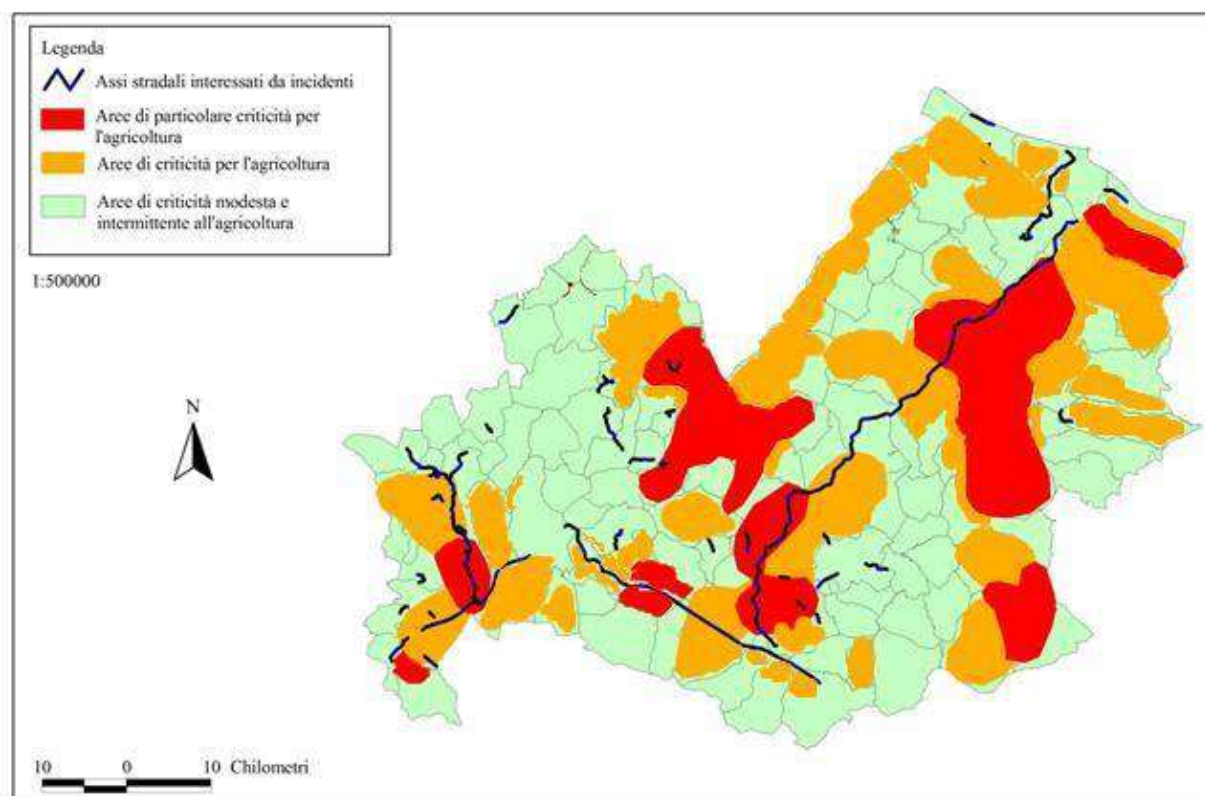 Legenda
Assi stradali interessati da incidenti
Aree di particolare criticità per
l'agricoltura
Aree di criticità per l'agricoltura
Aree di criticità modesta e
intermittente all'agricoltura
1:500000
N
10 0 10 Chilometri